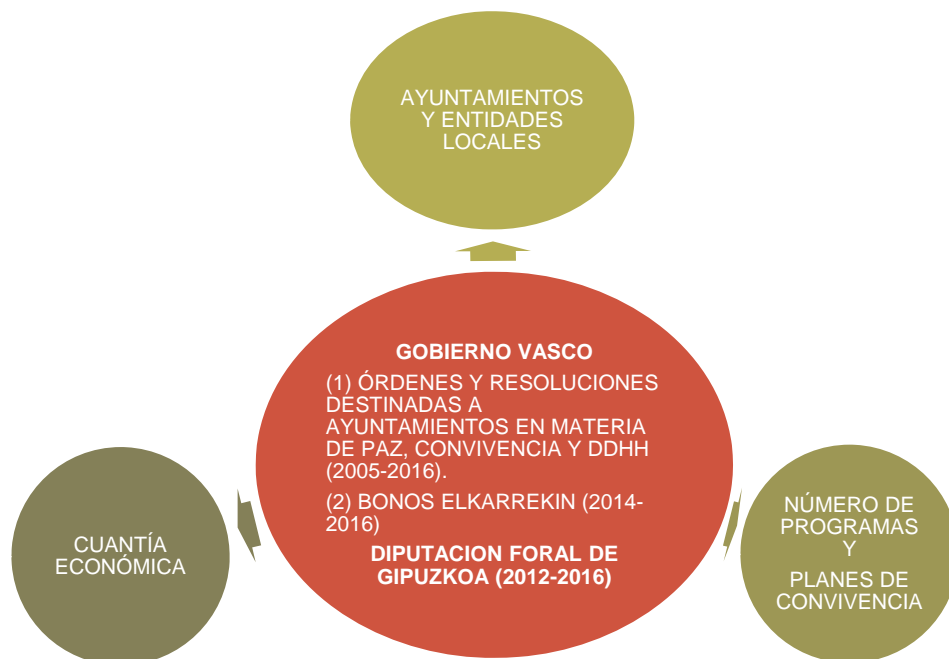 AYUNTAMIENTOS
Y ENTIDADES
LOCALES
GOBIERNO VASCO
(1) ÓRDENES Y RESOLUCIONES
DESTINADAS A
AYUNTAMIENTOS EN MATERIA
DE PAZ, CONVIVENCIA Y DDHH
(2005-2016).
(2) BONOS ELKARREKIN (2014-
2016)
DIPUTACION FORAL DE
GIPUZKOA (2012-2016)
CUANTÍA
ECONÓMICA
NÚMERO DE
PROGRAMAS
Y
PLANES DE
CONVIVENCIA